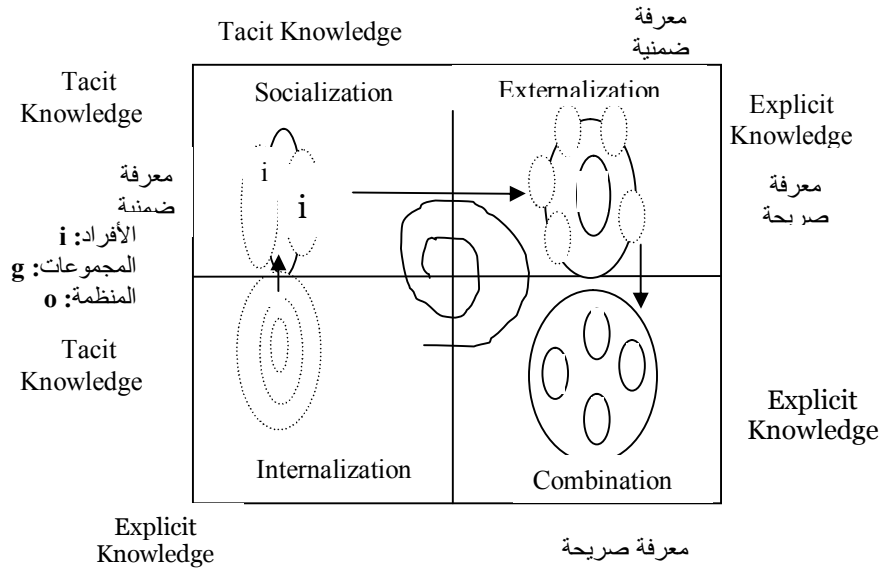 Tacit Knowledge
معرفة
ضمنية
Tacit
Knowledge
Socialization
Externalization
Explicit
Knowledge
معرفة
ضمنية
i
i
معرفة
صريحة
الأفراد: i
المجموعات: g
المنظمة: o
Tacit
Knowledge
Explicit
Knowledge
Internalization
Combination
Explicit
Knowledge
معرفة صريحة